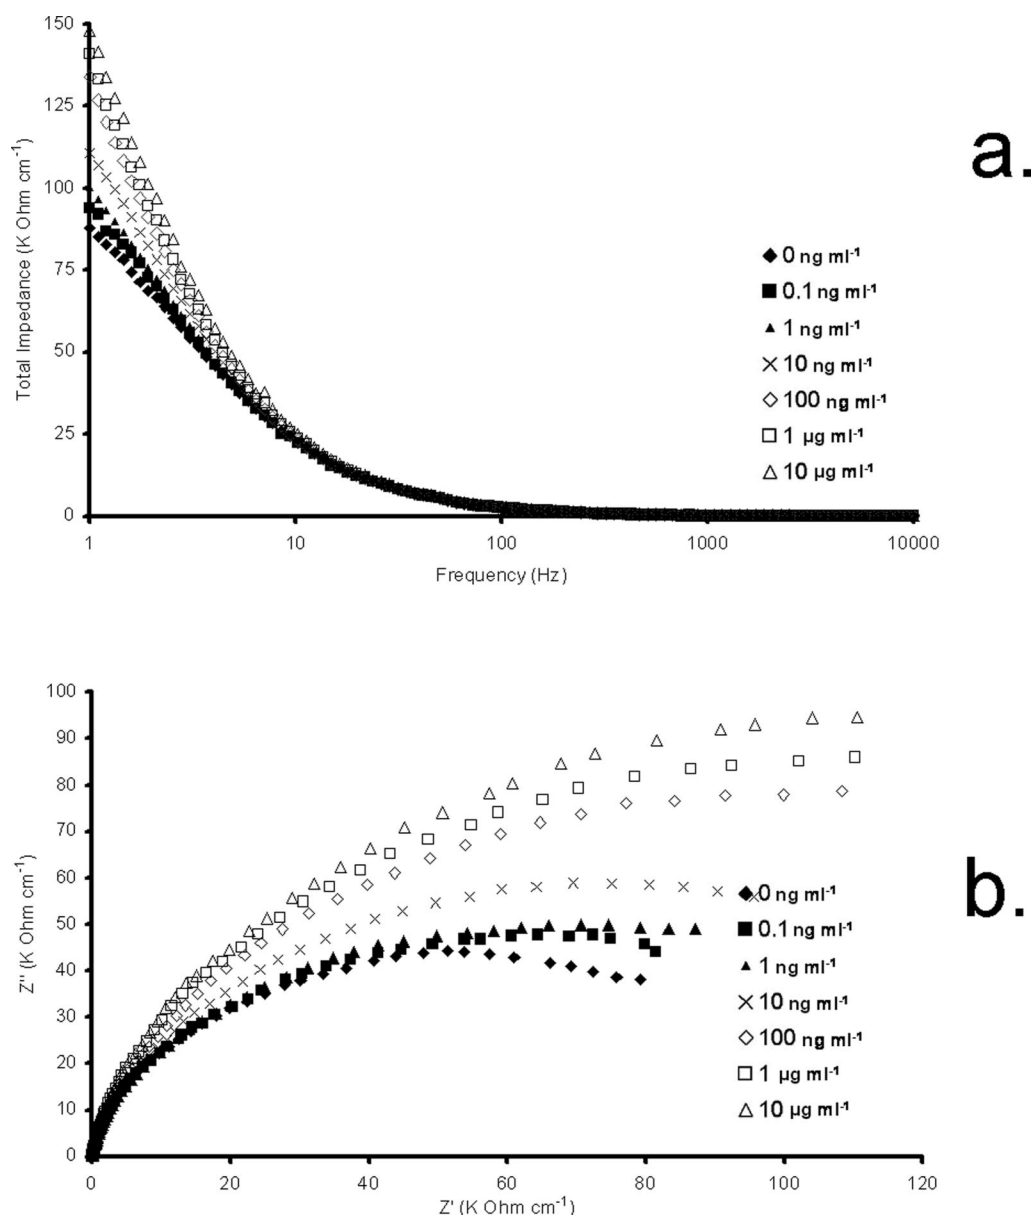 150
125
100
75
50
25
0
Total Impedance (K Ohm cm⁻¹)
1
10
100
1000
10000
Frequency (Hz)
a.
0 ng ml⁻¹
0.1 ng ml⁻¹
1 ng ml⁻¹
10 ng ml⁻¹
100 ng ml⁻¹
1 µg ml⁻¹
10 µg ml⁻¹
100
90
80
70
60
50
40
30
20
10
0
Z'' (K Ohm cm⁻¹)
0
20
40
60
80
100
120
Z' (K Ohm cm⁻¹)
b.
0 ng ml⁻¹
0.1 ng ml⁻¹
1 ng ml⁻¹
10 ng ml⁻¹
100 ng ml⁻¹
1 µg ml⁻¹
10 µg ml⁻¹